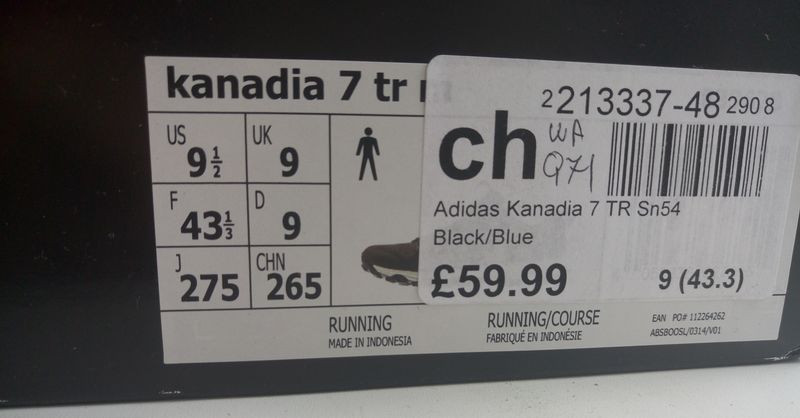 kanadia 7 tr
US 9½
UK 9
F 43⅓
D 9
J 275
CHN 265
RUNNING
MADE IN INDONESIA
RUNNING/COURSE
FABRIQUÉ EN INDONÉSIE
EAN PO# 112264262
ABSBOOSL/0314/V01
2213337-48 2908
ch
WA
Q71
Adidas Kanadia 7 TR Sn54
Black/Blue
£59.99
9 (43.3)